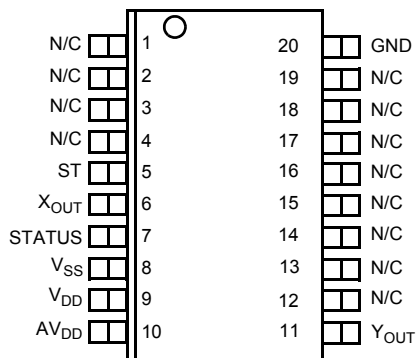 N/C 1 20 GND
N/C 2 19 N/C
N/C 3 18 N/C
N/C 4 17 N/C
ST 5 16 N/C
XOUT 6 15 N/C
STATUS 7 14 N/C
VSS 8 13 N/C
VDD 9 12 N/C
AVDD 10 11 YOUT